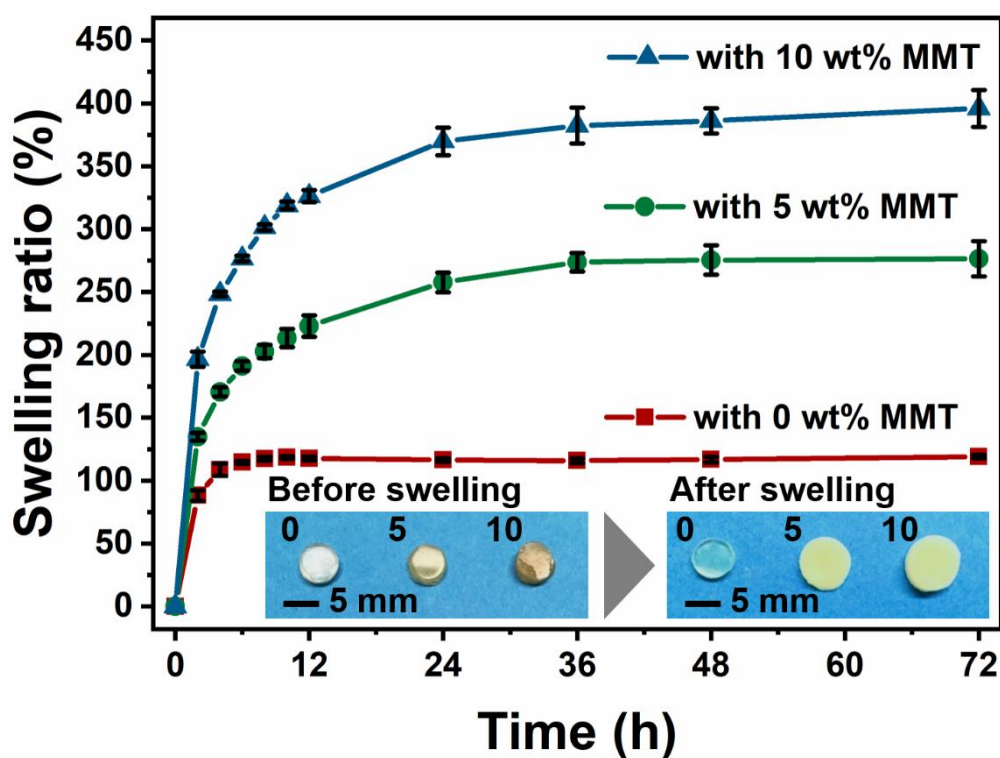 Swelling ratio (%)
450
400
350
300
250
200
150
100
50
0
with 10 wt% MMT
with 5 wt% MMT
with 0 wt% MMT
Before swelling
0 5 10
5 mm
After swelling
0 5 10
5 mm
0 12 24 36 48 60 72
Time (h)